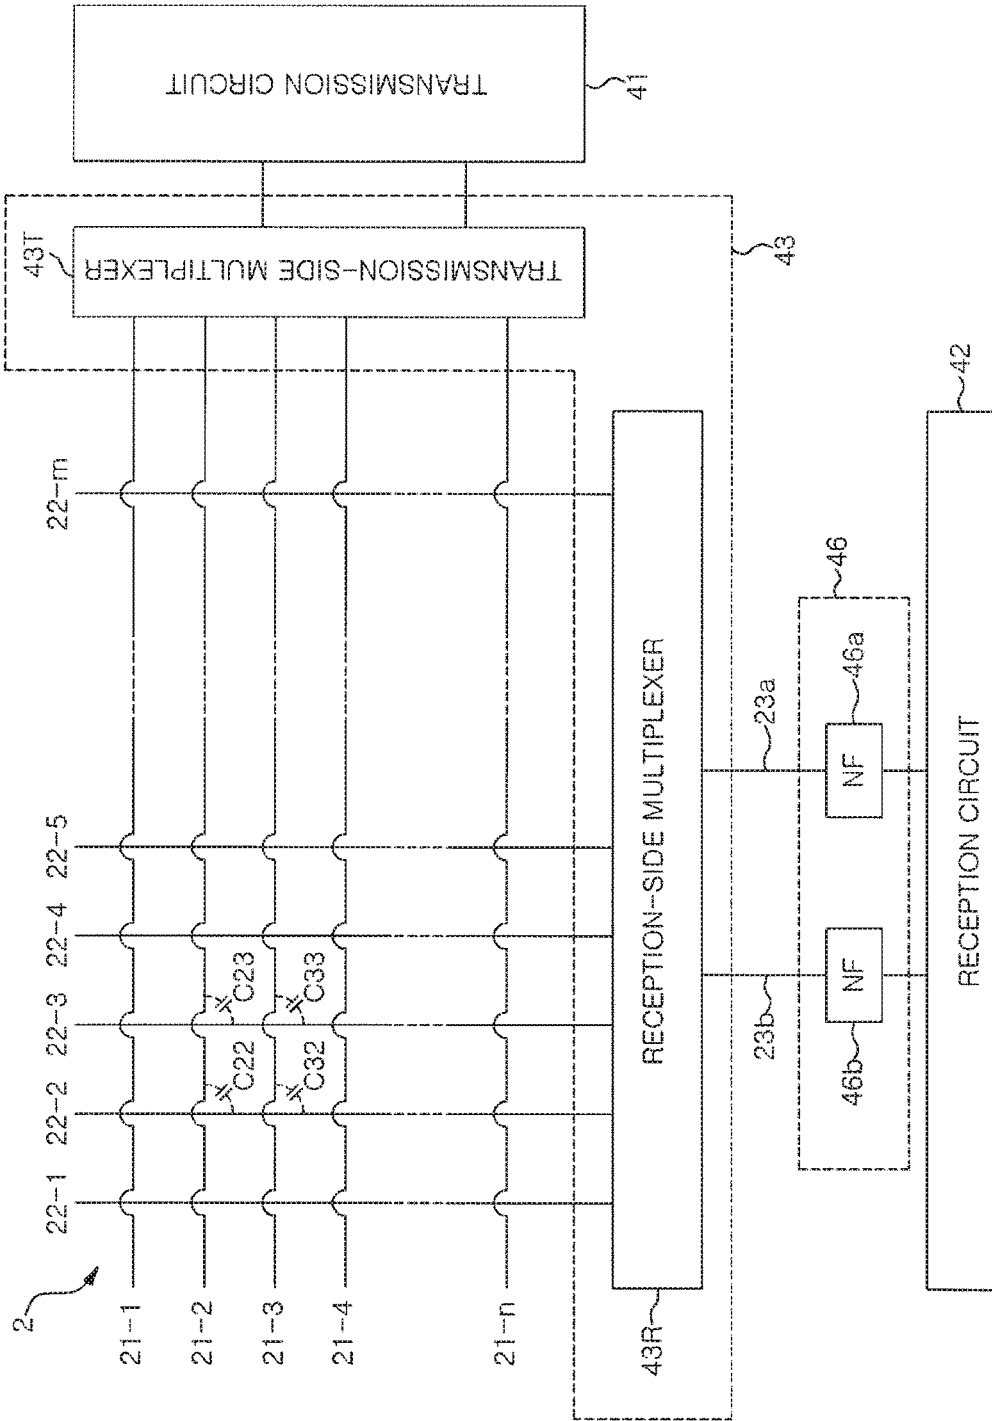 2
22-1
22-2
22-3
22-4
22-5
22-m
43T
21-1
21-2
21-3
21-4
21-n
C22
C23
C32
C33
TRANSMISSION-SIDE MULTIPLEXER
TRANSMISSION CIRCUIT
41
43
43R
RECEPTION-SIDE MULTIPLEXER
23b
23a
46
46b
NF
NF
46a
42
RECEPTION CIRCUIT